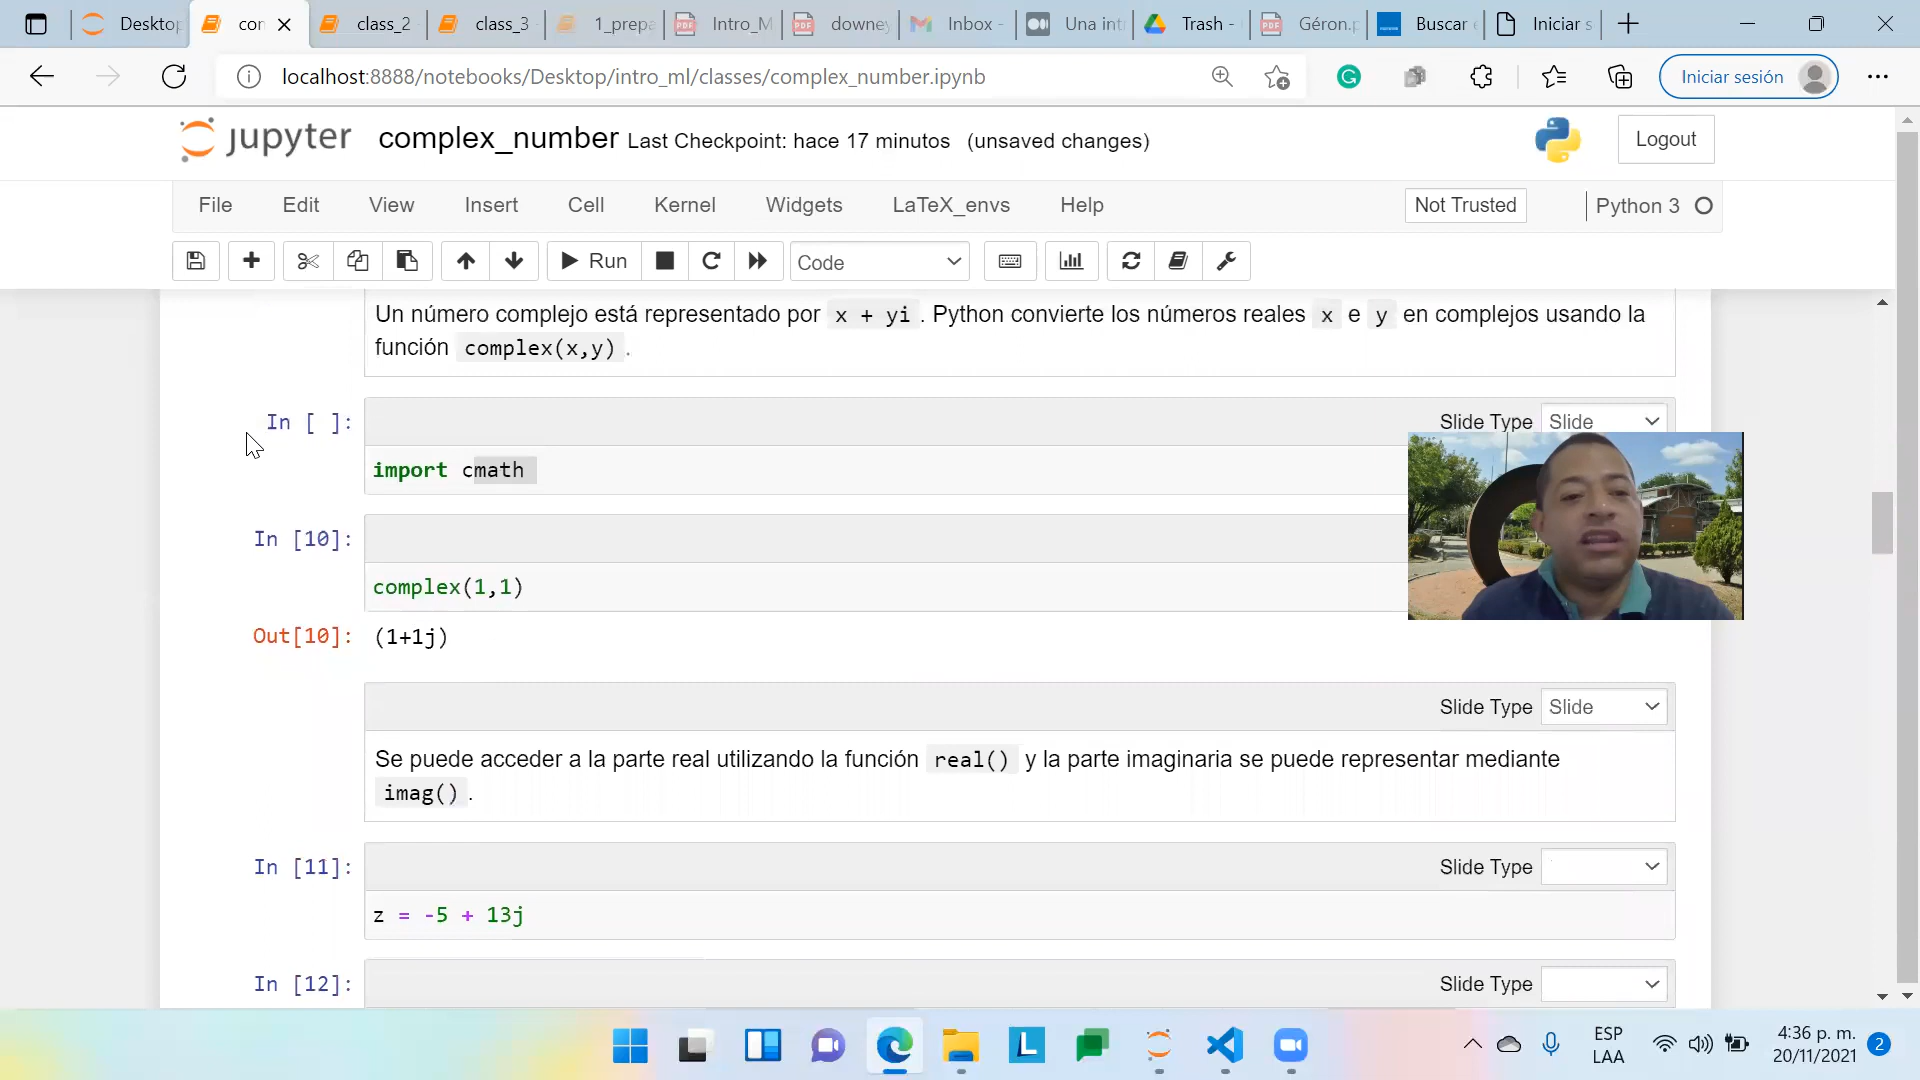 Desktop
con
class_2
class_3
1_prepa
Intro_M
downey
Inbox -
Una intr
Trash -
Géron.p
Buscar
Iniciar s
localhost:8888/notebooks/Desktop/intro_ml/classes/complex_number.ipynb
Iniciar sesión
jupyter complex_number Last Checkpoint: hace 17 minutos (unsaved changes)
Logout
File Edit View Insert Cell Kernel Widgets LaTeX_envs Help
Not Trusted
Python 3
Run
Code
Un número complejo está representado por x + yi . Python convierte los números reales x e y en complejos usando la
función complex(x,y) .
In [ ]:
Slide Type Slide
import cmath
In [10]:
complex(1,1)
Out[10]: (1+1j)
Slide Type Slide
Se puede acceder a la parte real utilizando la función real() y la parte imaginaria se puede representar mediante
imag() .
In [11]:
Slide Type
z = -5 + 13j
In [12]:
Slide Type
L
ESP
LAA
4:36 p. m.
20/11/2021
2